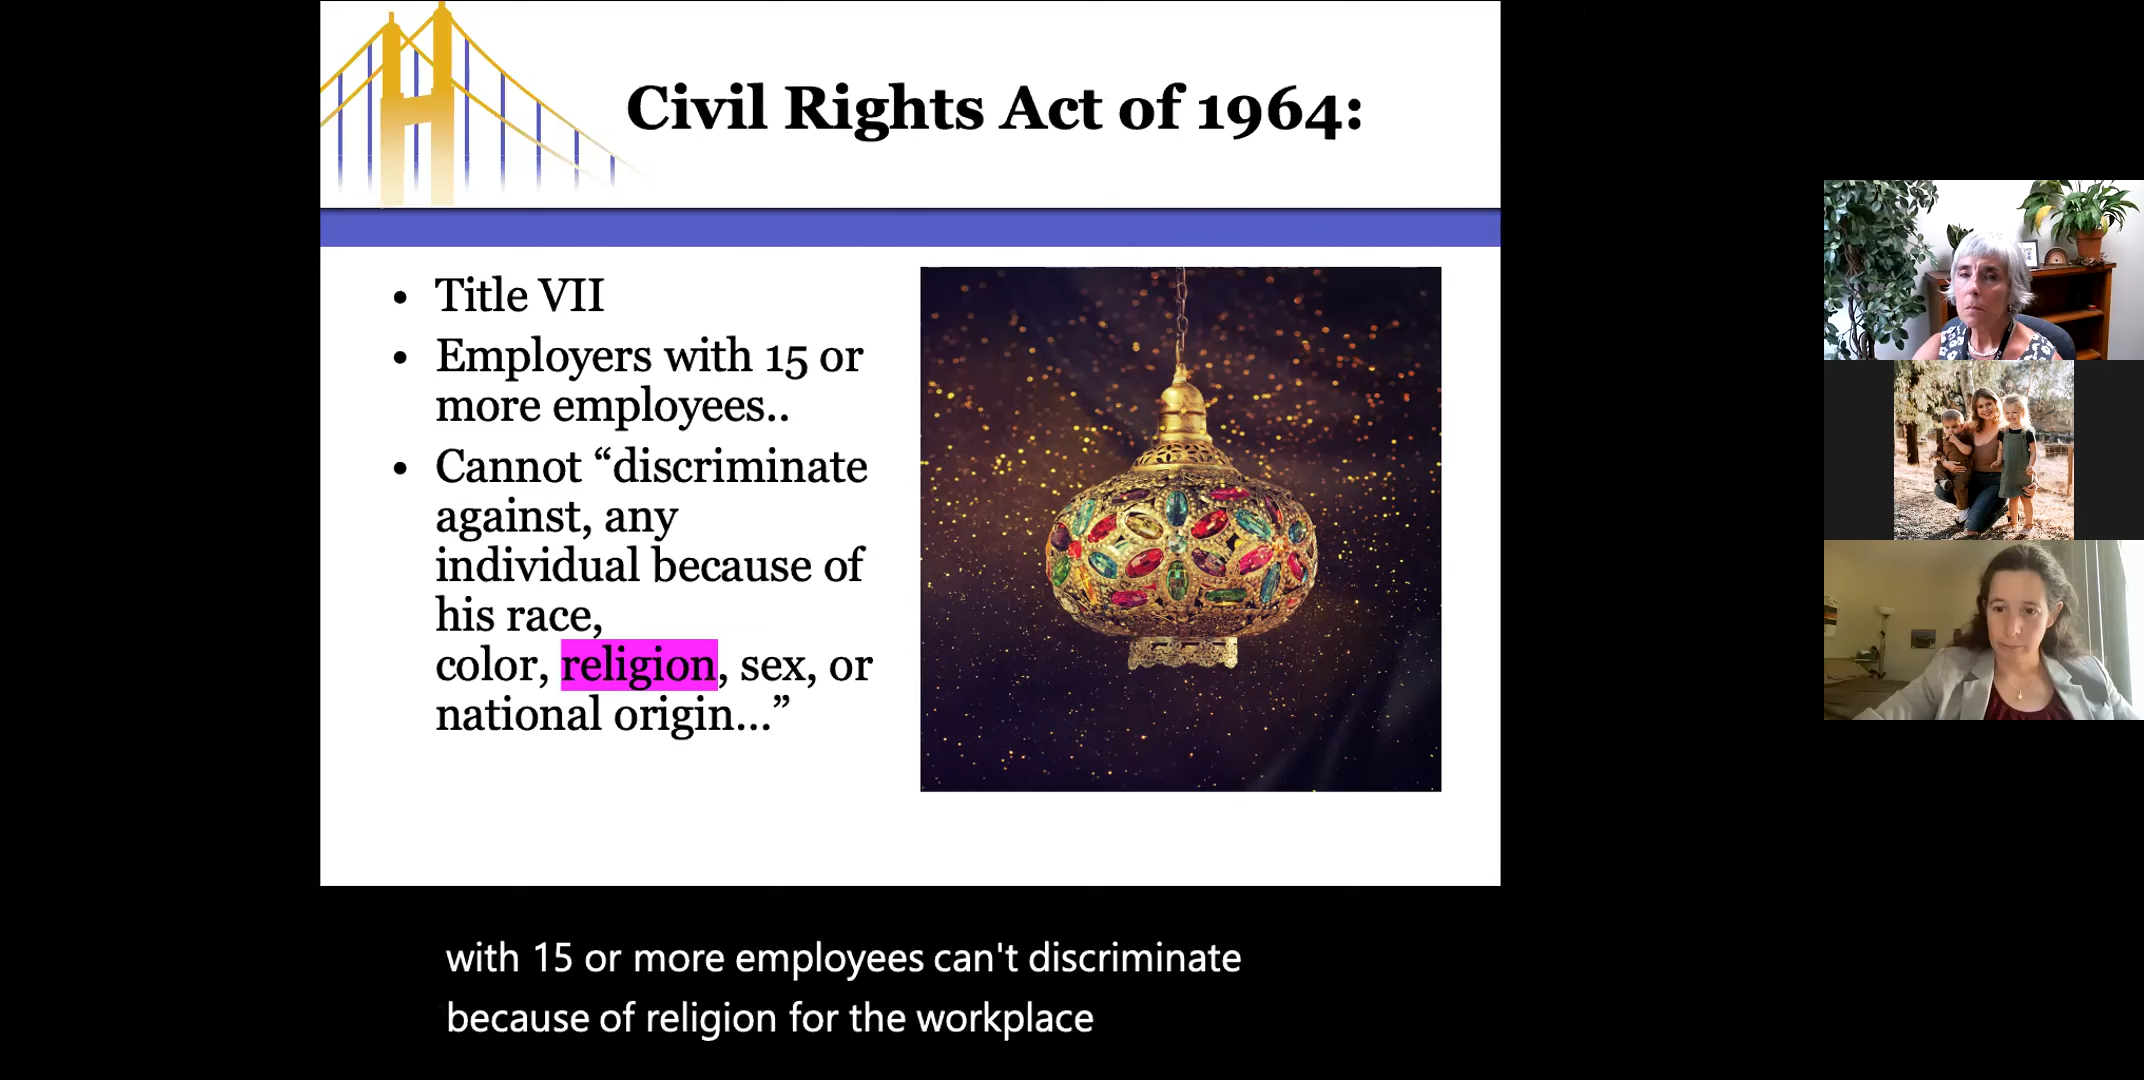 Civil Rights Act of 1964:
• Title VII
• Employers with 15 or
more employees..
• Cannot “discriminate
against, any
individual because of
his race,
color, religion, sex, or
national origin...”
with 15 or more employees can't discriminate
because of religion for the workplace